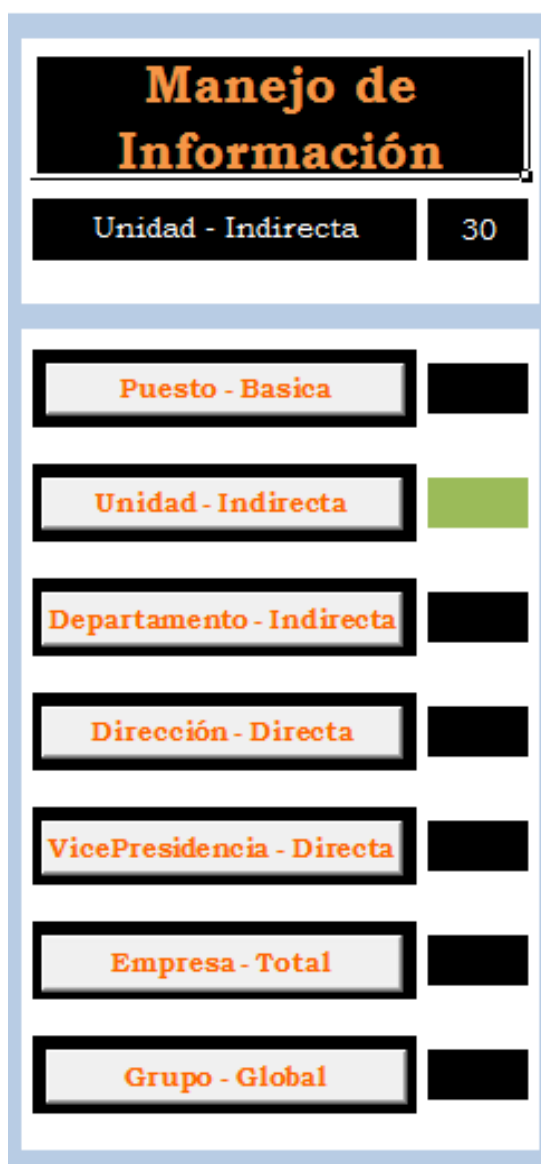 Manejo de
Información
Unidad - Indirecta 30
Puesto - Basica
Unidad - Indirecta
Departamento - Indirecta
Dirección - Directa
VicePresidencia - Directa
Empresa - Total
Grupo - Global